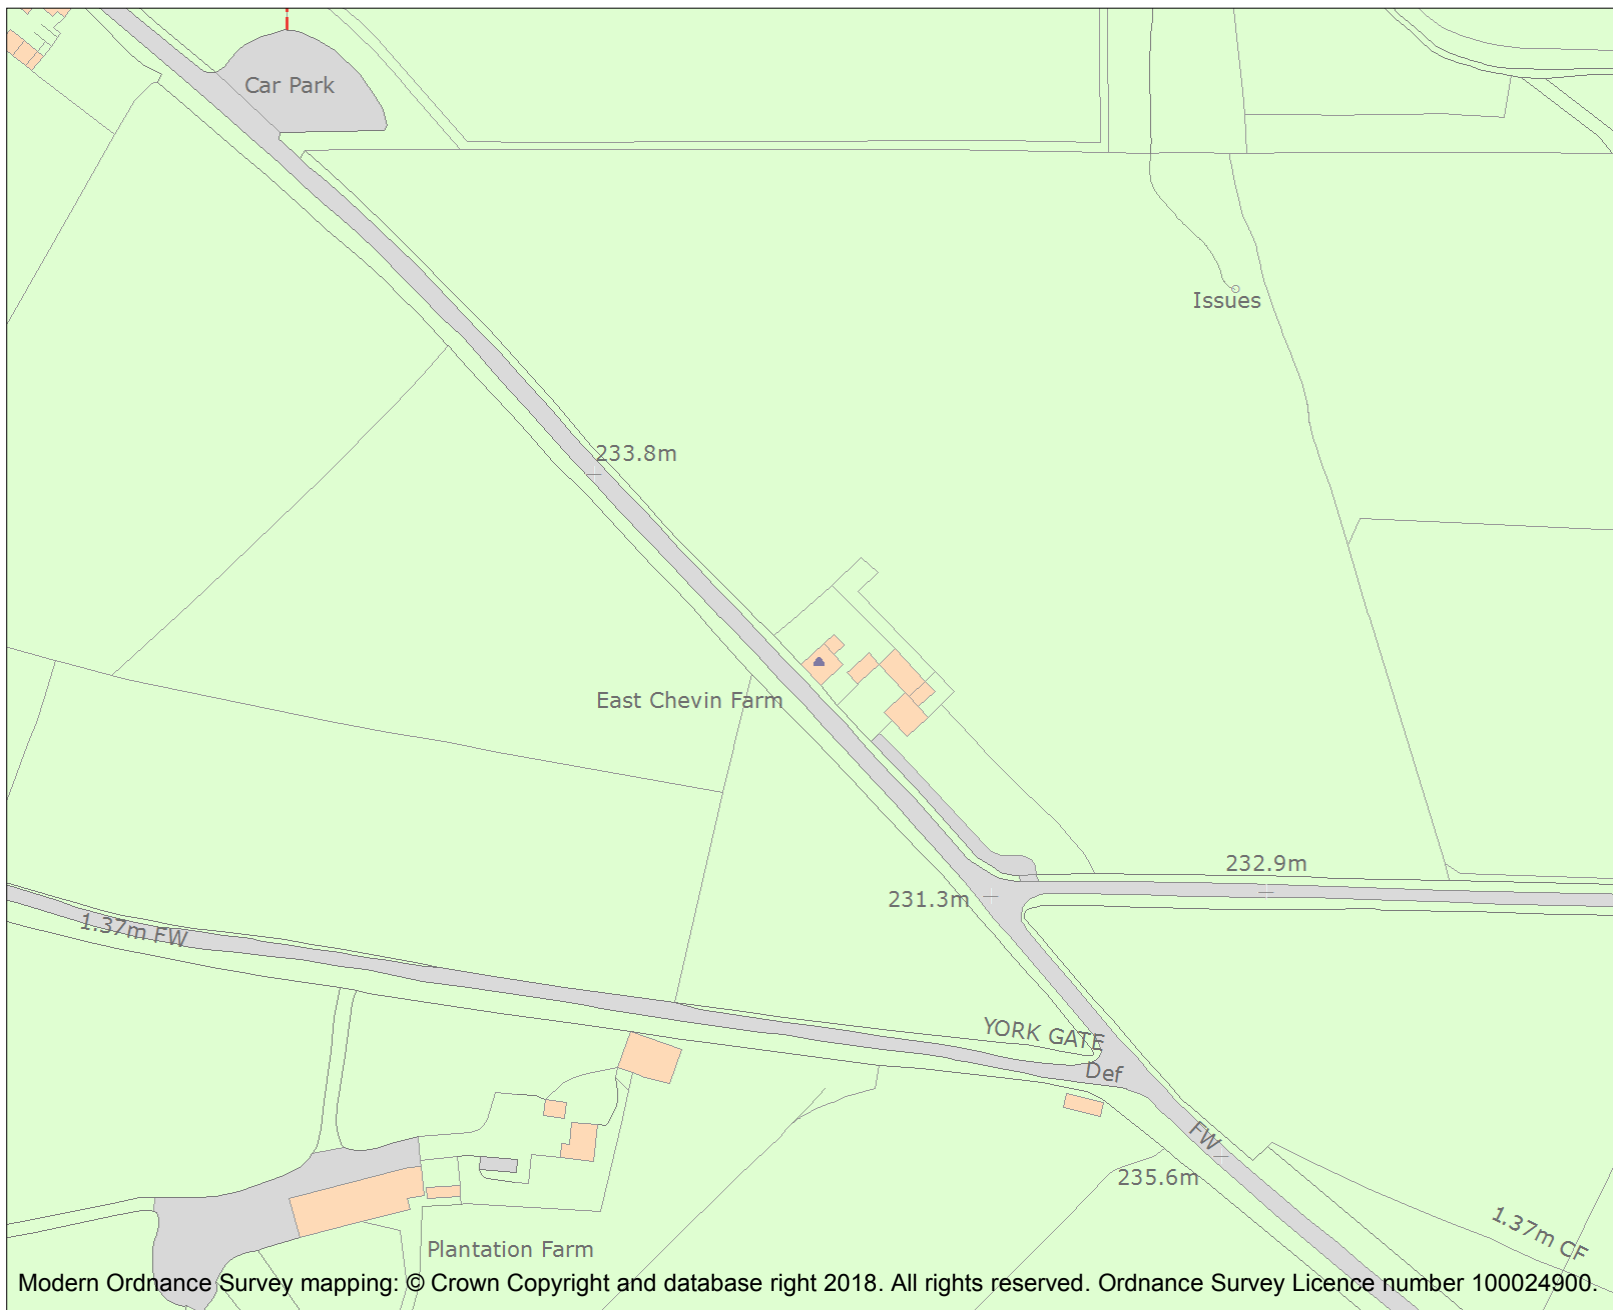 Car Park
Issues
233.8m
East Chevin Farm
232.9m
231.3m
1.37m FW
YORK GATE
Def
FW
235.6m
1.37m CF
Plantation Farm
Modern Ordnance Survey mapping: © Crown Copyright and database right 2018. All rights reserved. Ordnance Survey Licence number 100024900.